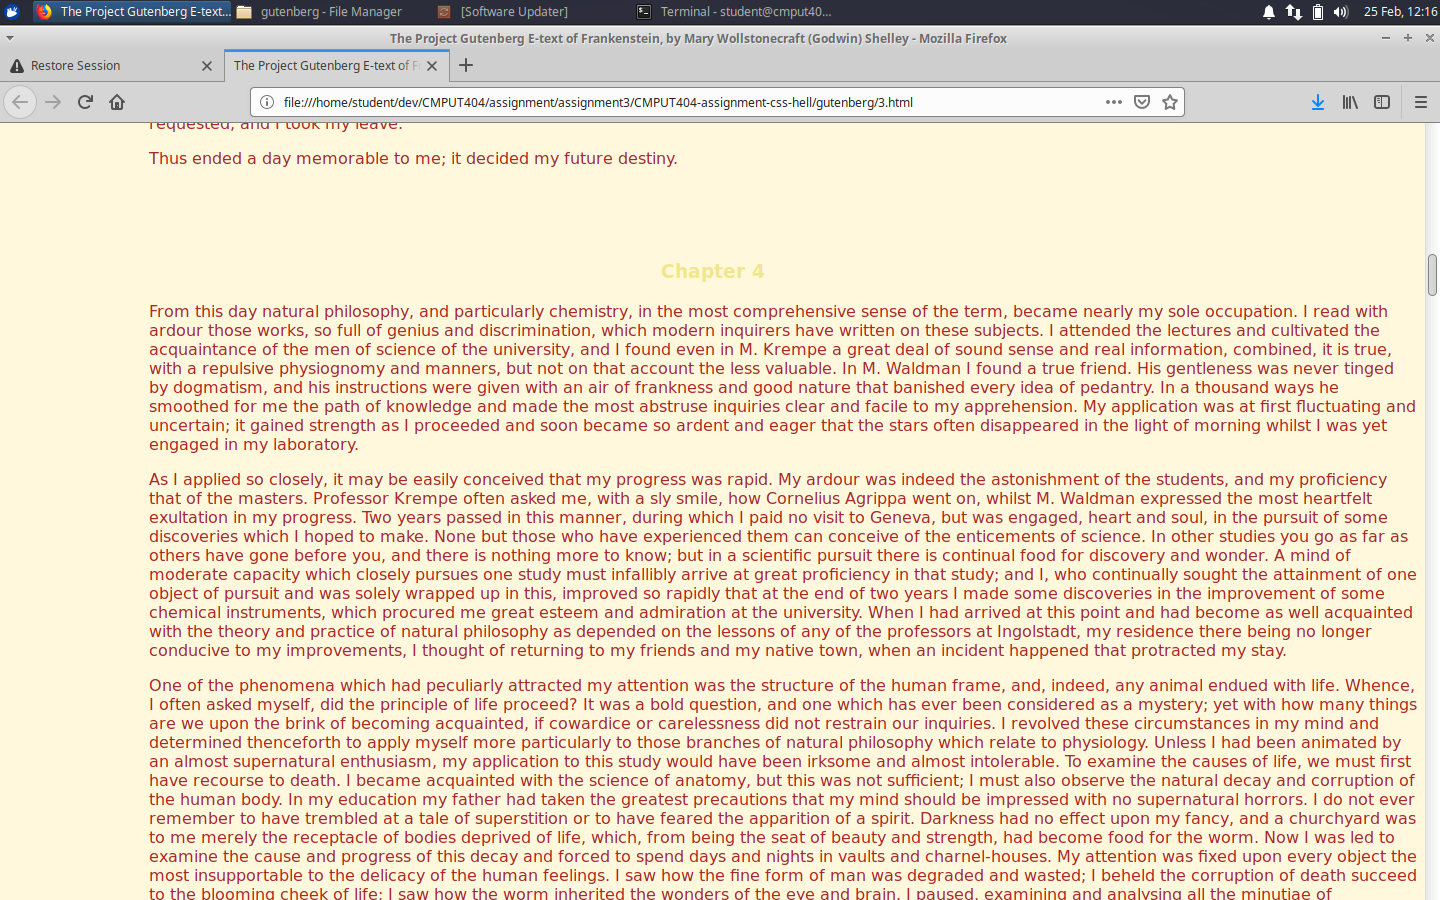 The Project Gutenberg E-text...
gutenberg - File Manager
[Software Updater]
Terminal - student@cmput40...
25 Feb, 12:16
The Project Gutenberg E-text of Frankenstein, by Mary Wollstonecraft (Godwin) Shelley - Mozilla Firefox
Restore Session
The Project Gutenberg E-text of F
file:///home/student/dev/CMPUT404/assignment/assignment3/CMPUT404-assignment-css-hell/gutenberg/3.html
requested, and I took my leave.
Thus ended a day memorable to me; it decided my future destiny.
Chapter 4
From this day natural philosophy, and particularly chemistry, in the most comprehensive sense of the term, became nearly my sole occupation. I read with
ardour those works, so full of genius and discrimination, which modern inquirers have written on these subjects. I attended the lectures and cultivated the
acquaintance of the men of science of the university, and I found even in M. Krempe a great deal of sound sense and real information, combined, it is true,
with a repulsive physiognomy and manners, but not on that account the less valuable. In M. Waldman I found a true friend. His gentleness was never tinged
by dogmatism, and his instructions were given with an air of frankness and good nature that banished every idea of pedantry. In a thousand ways he
smoothed for me the path of knowledge and made the most abstruse inquiries clear and facile to my apprehension. My application was at first fluctuating and
uncertain; it gained strength as I proceeded and soon became so ardent and eager that the stars often disappeared in the light of morning whilst I was yet
engaged in my laboratory.
As I applied so closely, it may be easily conceived that my progress was rapid. My ardour was indeed the astonishment of the students, and my proficiency
that of the masters. Professor Krempe often asked me, with a sly smile, how Cornelius Agrippa went on, whilst M. Waldman expressed the most heartfelt
exultation in my progress. Two years passed in this manner, during which I paid no visit to Geneva, but was engaged, heart and soul, in the pursuit of some
discoveries which I hoped to make. None but those who have experienced them can conceive of the enticements of science. In other studies you go as far as
others have gone before you, and there is nothing more to know; but in a scientific pursuit there is continual food for discovery and wonder. A mind of
moderate capacity which closely pursues one study must infallibly arrive at great proficiency in that study; and I, who continually sought the attainment of one
object of pursuit and was solely wrapped up in this, improved so rapidly that at the end of two years I made some discoveries in the improvement of some
chemical instruments, which procured me great esteem and admiration at the university. When I had arrived at this point and had become as well acquainted
with the theory and practice of natural philosophy as depended on the lessons of any of the professors at Ingolstadt, my residence there being no longer
conducive to my improvements, I thought of returning to my friends and my native town, when an incident happened that protracted my stay.
One of the phenomena which had peculiarly attracted my attention was the structure of the human frame, and, indeed, any animal endued with life. Whence,
I often asked myself, did the principle of life proceed? It was a bold question, and one which has ever been considered as a mystery; yet with how many things
are we upon the brink of becoming acquainted, if cowardice or carelessness did not restrain our inquiries. I revolved these circumstances in my mind and
determined thenceforth to apply myself more particularly to those branches of natural philosophy which relate to physiology. Unless I had been animated by
an almost supernatural enthusiasm, my application to this study would have been irksome and almost intolerable. To examine the causes of life, we must first
have recourse to death. I became acquainted with the science of anatomy, but this was not sufficient; I must also observe the natural decay and corruption of
the human body. In my education my father had taken the greatest precautions that my mind should be impressed with no supernatural horrors. I do not ever
remember to have trembled at a tale of superstition or to have feared the apparition of a spirit. Darkness had no effect upon my fancy, and a churchyard was
to me merely the receptacle of bodies deprived of life, which, from being the seat of beauty and strength, had become food for the worm. Now I was led to
examine the cause and progress of this decay and forced to spend days and nights in vaults and charnel-houses. My attention was fixed upon every object the
most insupportable to the delicacy of the human feelings. I saw how the fine form of man was degraded and wasted; I beheld the corruption of death succeed
to the blooming cheek of life; I saw how the worm inherited the wonders of the eye and brain. I paused, examining and analysing all the minutiae of